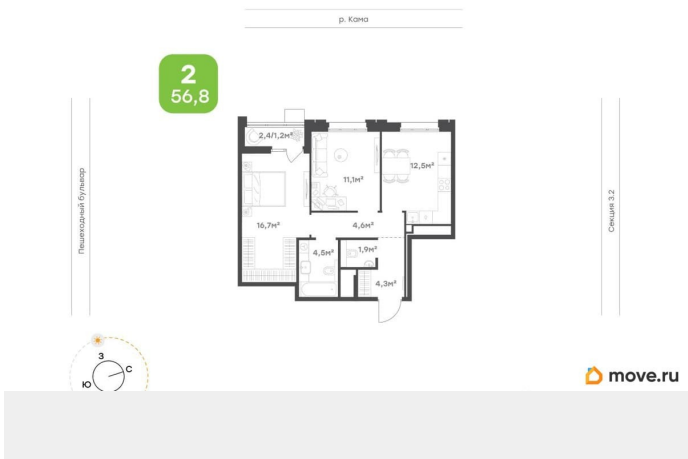 р. Кама
2
56,8
2,4/1,2м²
11,1м²
12,5м²
16,7м²
4,6м²
4,5м²
1,9м²
4,3м²
Пешеходный бульвар
Секция 3.2
З
С
Ю
move.ru